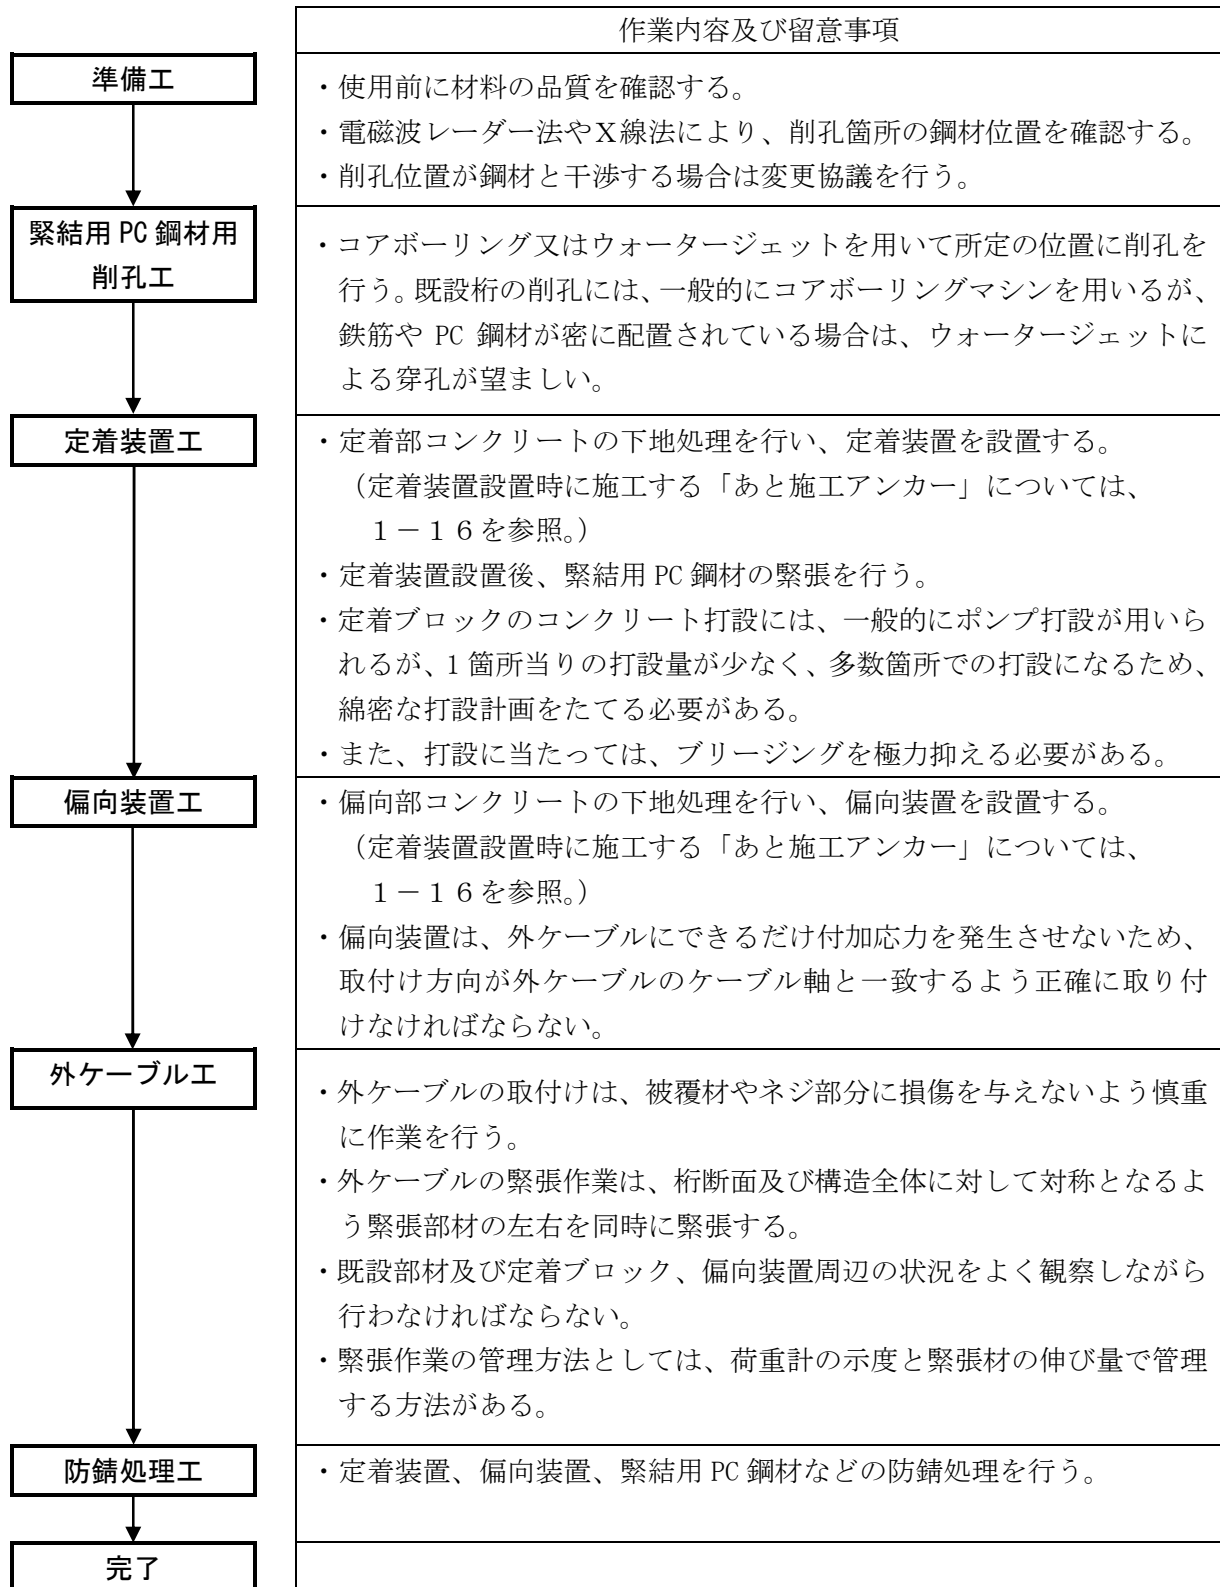 作業内容及び留意事項
準備工
・使用前に材料の品質を確認する。
・電磁波レーダー法やX線法により、削孔箇所の鋼材位置を確認する。
・削孔位置が鋼材と干渉する場合は変更協議を行う。
緊結用 PC 鋼材用
削孔工
・コアボーリング又はウォータージェットを用いて所定の位置に削孔を
行う。既設桁の削孔には、一般的にコアボーリングマシンを用いるが、
鉄筋や PC 鋼材が密に配置されている場合は、ウォータージェットに
よる穿孔が望ましい。
定着装置工
・定着部コンクリートの下地処理を行い、定着装置を設置する。
（定着装置設置時に施工する「あと施工アンカー」については、
１－１６を参照。）
・定着装置設置後、緊結用 PC 鋼材の緊張を行う。
・定着ブロックのコンクリート打設には、一般的にポンプ打設が用いら
れるが、1 箇所当りの打設量が少なく、多数箇所での打設になるため、
綿密な打設計画をたてる必要がある。
・また、打設に当たっては、ブリージングを極力抑える必要がある。
偏向装置工
・偏向部コンクリートの下地処理を行い、偏向装置を設置する。
（定着装置設置時に施工する「あと施工アンカー」については、
１－１６を参照。）
・偏向装置は、外ケーブルにできるだけ付加応力を発生させないため、
取付け方向が外ケーブルのケーブル軸と一致するよう正確に取り付
けなければならない。
外ケーブル工
・外ケーブルの取付けは、被覆材やネジ部分に損傷を与えないよう慎重
に作業を行う。
・外ケーブルの緊張作業は、桁断面及び構造全体に対して対称となるよ
う緊張部材の左右を同時に緊張する。
・既設部材及び定着ブロック、偏向装置周辺の状況をよく観察しながら
行わなければならない。
・緊張作業の管理方法としては、荷重計の示度と緊張材の伸び量で管理
する方法がある。
防錆処理工
・定着装置、偏向装置、緊結用 PC 鋼材などの防錆処理を行う。
完了